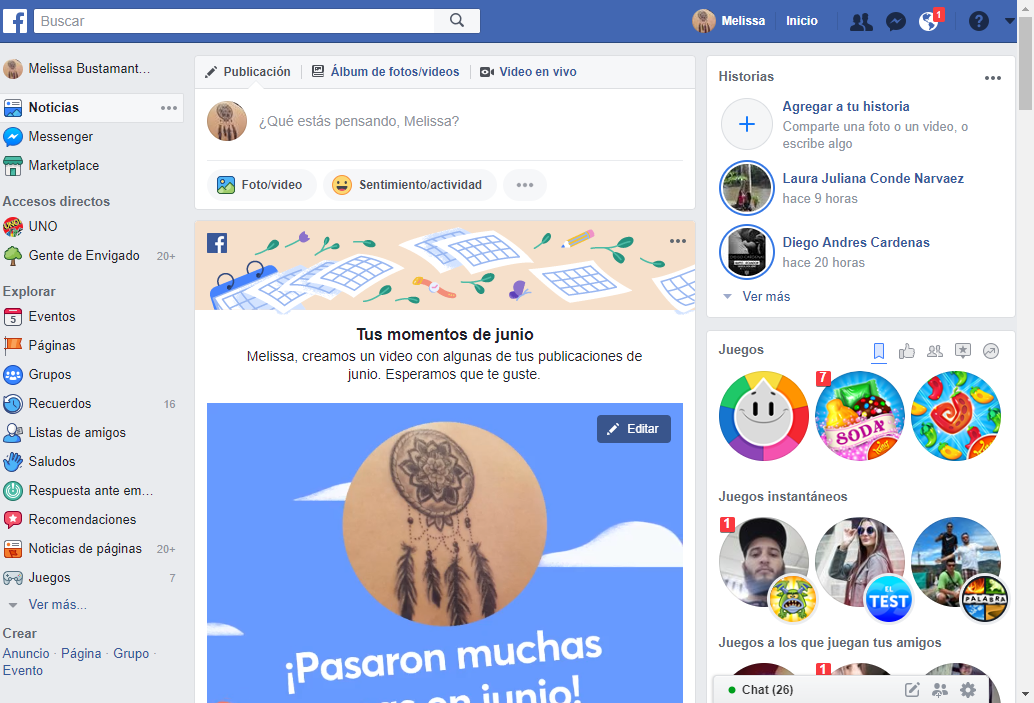 Buscar
Melissa
Inicio
1
Melissa Bustamant...
Noticias
Messenger
Marketplace
Accesos directos
UNO
Gente de Envigado 20+
Explorar
5 Eventos
Páginas
Grupos
Recuerdos 16
Listas de amigos
Saludos
Respuesta ante em...
Recomendaciones
Noticias de páginas 20+
Juegos 7
Ver más...
Crear
Anuncio · Página · Grupo ·
Evento
Publicación
Álbum de fotos/videos
Video en vivo
¿Qué estás pensando, Melissa?
Foto/video
Sentimiento/actividad
Tus momentos de junio
Melissa, creamos un video con algunas de tus publicaciones de
junio. Esperamos que te guste.
Editar
¡Pasaron muchas
en junio!
Historias
Agregar a tu historia
Comparte una foto o un video, o
escribe algo
Laura Juliana Conde Narvaez
hace 9 horas
Diego Andres Cardenas
hace 20 horas
Ver más
Juegos
7
SODA
Juegos instantáneos
1
EL
TEST
PALABRA
Juegos a los que juegan tus amigos
1
Chat (26)